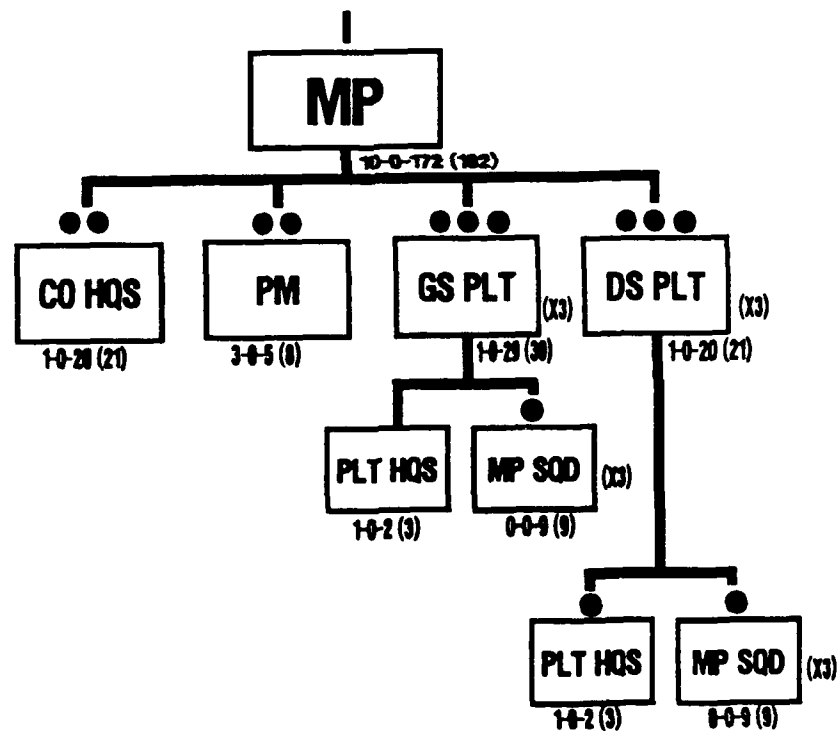 MP
10-0-172 (182)
CO HQS
1-0-20 (21)
PM
3-0-5 (8)
GS PLT
(X3)
1-0-29 (30)
DS PLT
(X3)
1-0-20 (21)
PLT HQS
1-0-2 (3)
MP SQD
(X3)
0-0-9 (9)
PLT HQS
1-0-2 (3)
MP SQD
(X3)
0-0-9 (9)